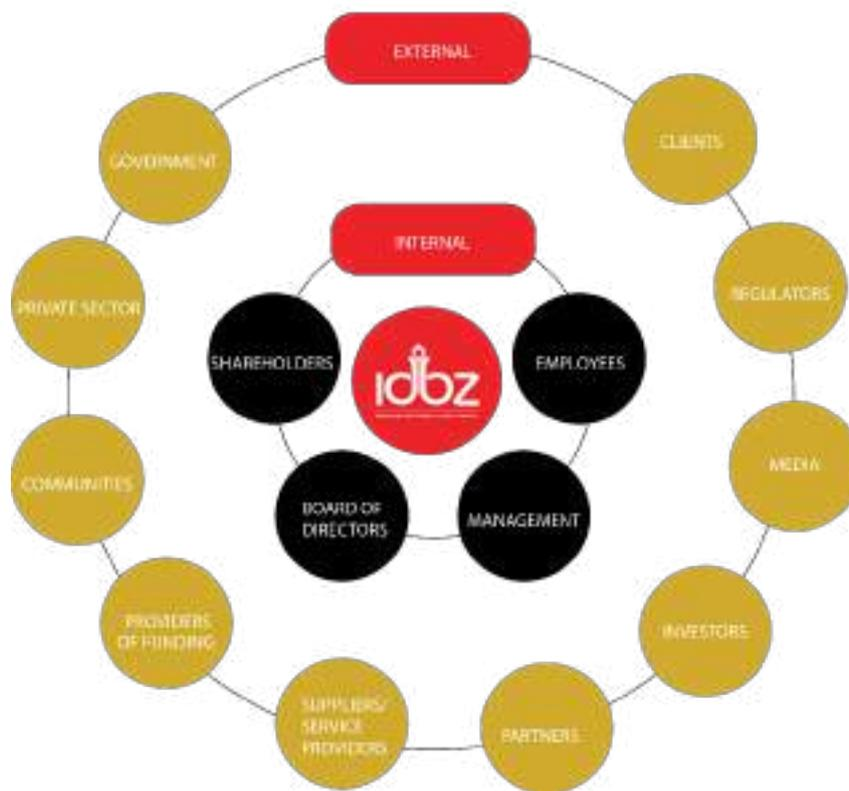 EXTERNAL
CLIENTS
GOVERNMENT
INTERNAL
REGULATORS
PRIVATE SECTOR
SHAREHOLDERS
idbz
EMPLOYEES
MEDIA
COMMUNITIES
BOARD OF
DIRECTORS
MANAGEMENT
PROVIDERS
OF FUNDING
INVESTORS
SUPPLIERS/
SERVICE
PROVIDERS
PARTNERS